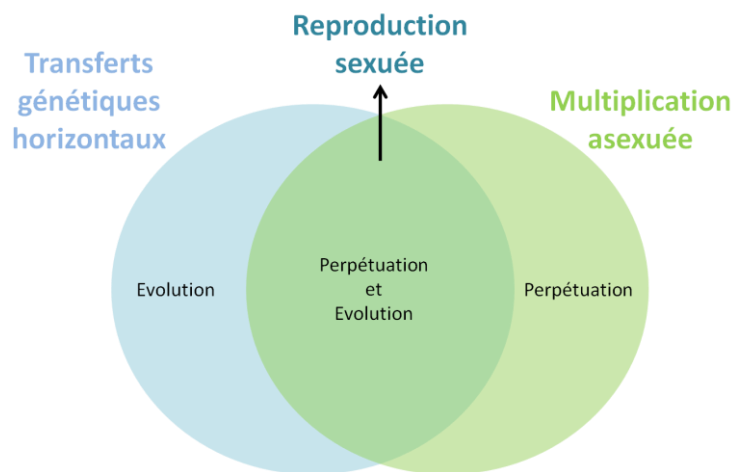 Reproduction
sexuée
Transferts
génétiques
horizontaux
Multiplication
asexuée
Evolution
Perpétuation
et
Evolution
Perpétuation